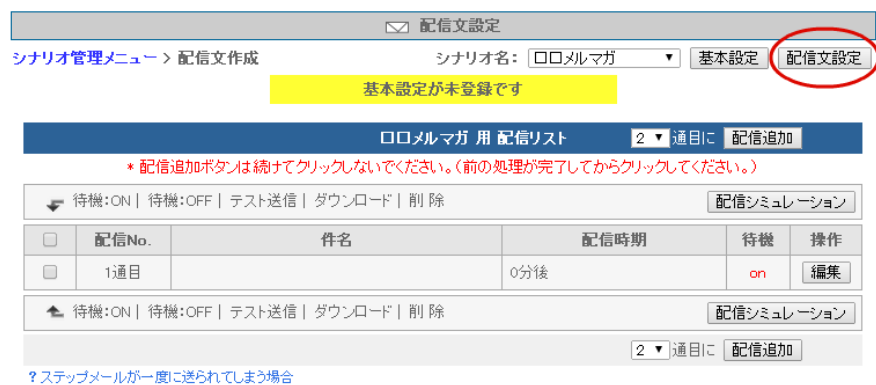 配信文設定
シナリオ管理メニュー > 配信文作成 シナリオ名: ロロメルマガ ▼ 基本設定 配信文設定
基本設定が未登録です
ロロメルマガ 用 配信リスト 2 ▼ 通目に 配信追加
* 配信追加ボタンは続けてクリックしないでください。(前の処理が完了してからクリックしてください。)
待機:ON | 待機:OFF | テスト送信 | ダウンロード | 削 除 配信シミュレーション
配信No. 件名 配信時期 待機 操作
1通目 0分後 on 編集
待機:ON | 待機:OFF | テスト送信 | ダウンロード | 削 除 配信シミュレーション
2 ▼ 通目に 配信追加
? ステップメールが一度に送られてしまう場合